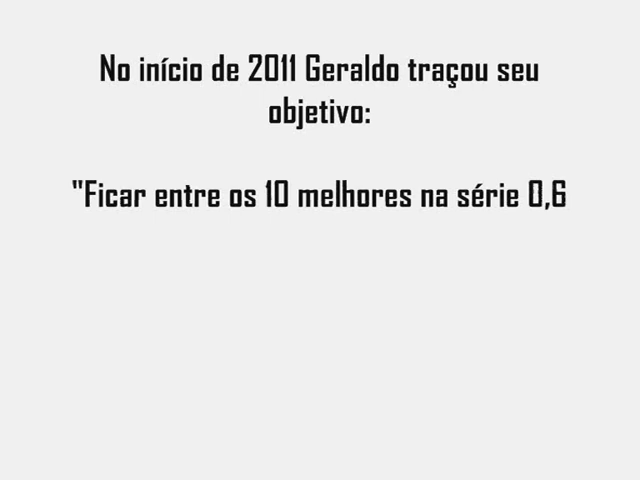 No início de 2011 Geraldo traçou seu
objetivo:
"Ficar entre os 10 melhores na série 0,6